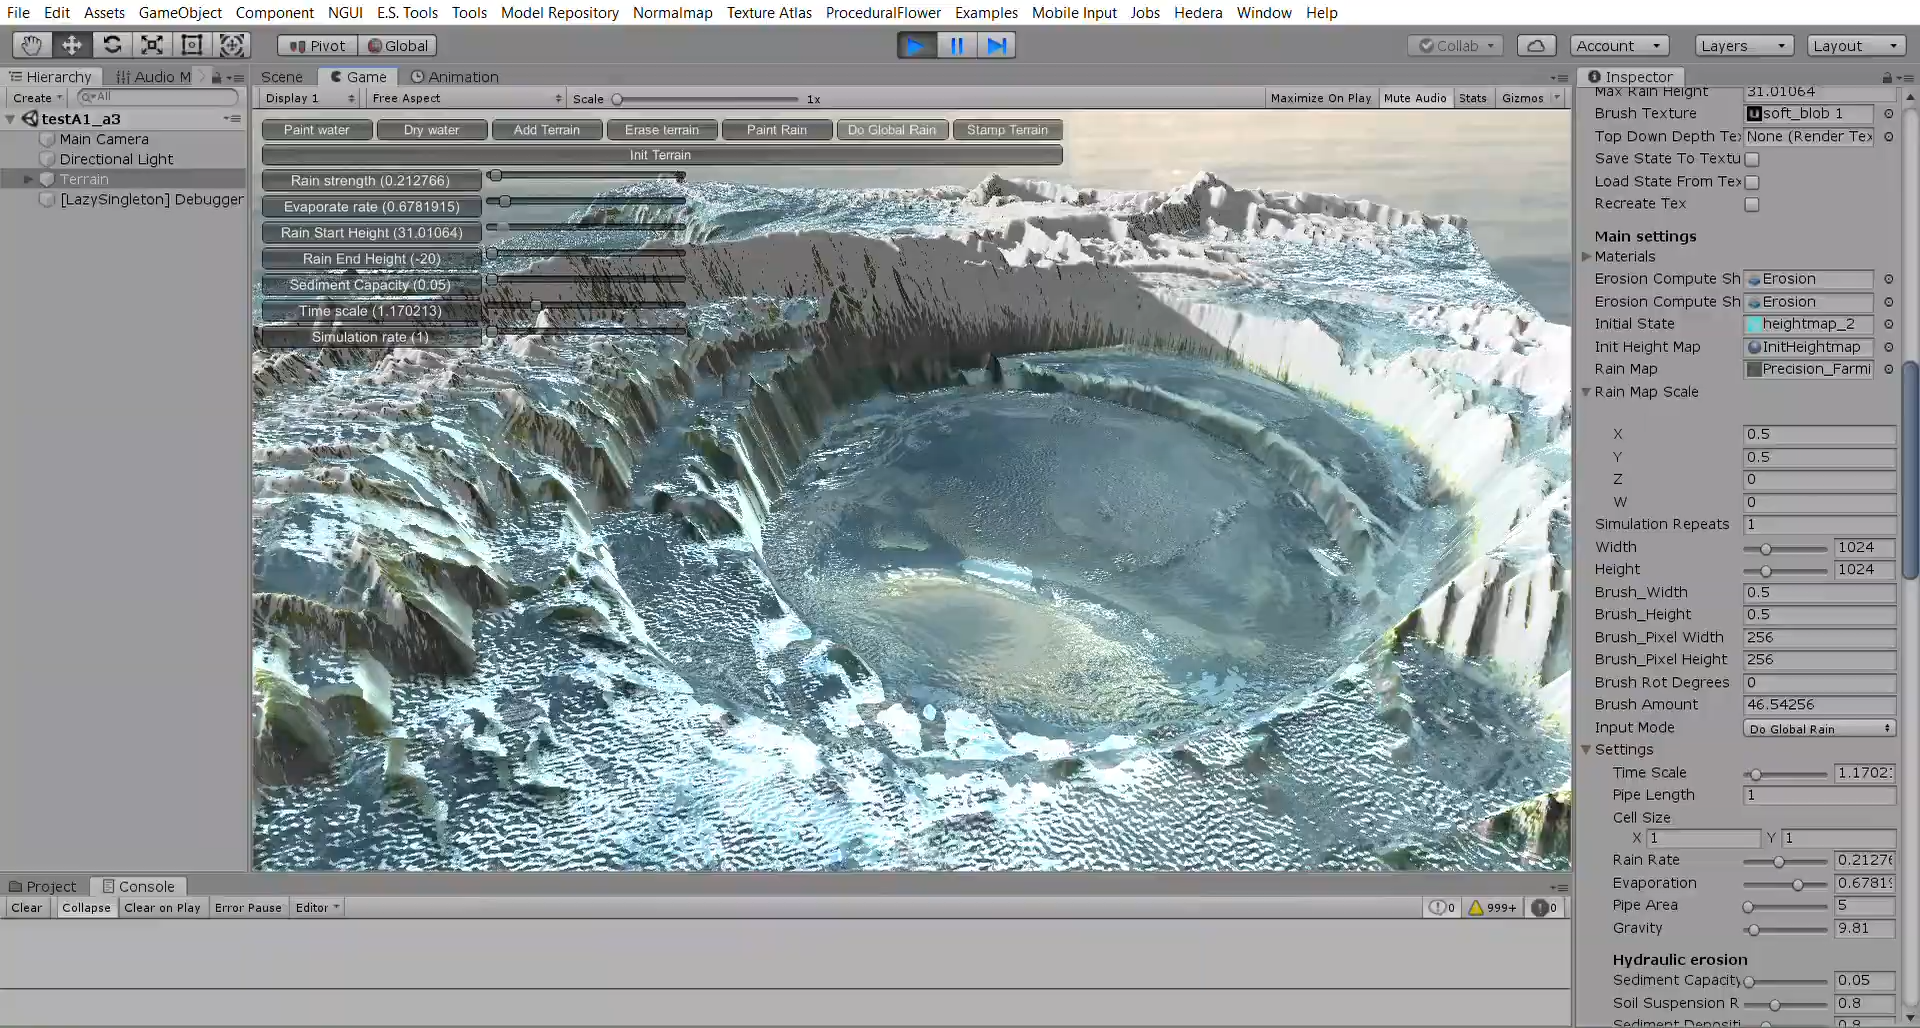 File Edit Assets GameObject Component NGUI E.S. Tools Tools Model Repository Normalmap Texture Atlas ProceduralFlower Examples Mobile Input Jobs Hedera Window Help
Pivot Global Collab Account Layers Layout
Hierarchy Audio M
Create All
testA1_a3
Main Camera
Directional Light
Terrain
[LazySingleton] Debugger
Scene Game Animation
Display 1 Free Aspect Scale 1x Maximize On Play Mute Audio Stats Gizmos
Paint water Dry water Add Terrain Erase terrain Paint Rain Do Global Rain Stamp Terrain
Init Terrain
Rain strength (0.212766)
Evaporate rate (0.6781915)
Rain Start Height (31.01064)
Rain End Height (-20)
Sediment Capacity (0.05)
Time scale (1.170213)
Simulation rate (1)
Inspector
Max Rain Height 31.01064
Brush Texture soft_blob 1
Top Down Depth Te None (Render Tex
Save State To Textu
Load State From Tex
Recreate Tex
Main settings
Materials
Erosion Compute Sh Erosion
Erosion Compute Sh Erosion
Initial State heightmap_2
Init Height Map InitHeightmap
Rain Map Precision_Farmi
Rain Map Scale
X 0.5
Y 0.5
Z 0
W 0
Simulation Repeats 1
Width 1024
Height 1024
Brush_Width 0.5
Brush_Height 0.5
Brush_Pixel Width 256
Brush_Pixel Height 256
Brush Rot Degrees 0
Brush Amount 46.54256
Input Mode Do Global Rain
Settings
Time Scale 1.1702
Pipe Length 1
Cell Size
X 1 Y 1
Rain Rate 0.2127
Evaporation 0.6781
Pipe Area 5
Gravity 9.81
Hydraulic erosion
Sediment Capacity 0.05
Soil Suspension R 0.8
Project Console
Clear Collapse Clear on Play Error Pause Editor 0 999+ 0